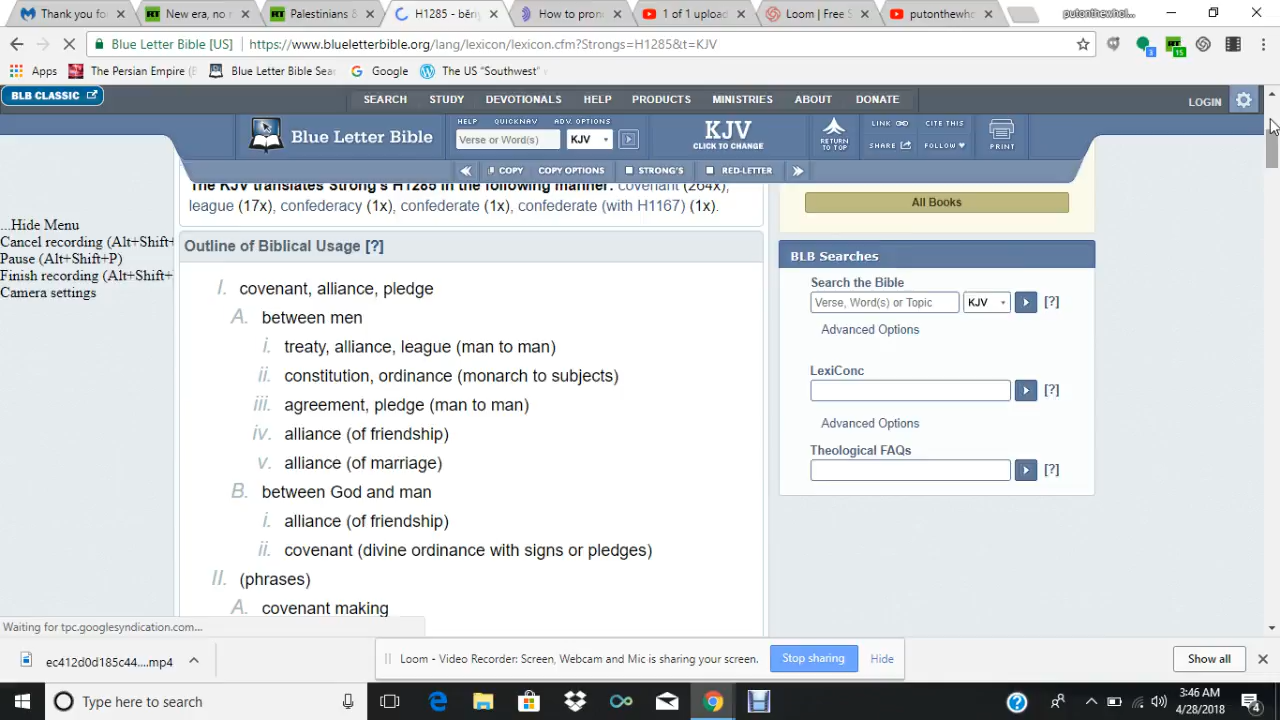 Thank you fo
New era, no
Palestinians &
H1285 - bĕrîy
How to pron
1 of 1 upload
Loom | Free S
putonthewh
putonthewhol...
Blue Letter Bible [US]
https://www.blueletterbible.org/lang/lexicon/lexicon.cfm?Strongs=H1285&t=KJV
3
15
Apps
The Persian Empire (E
Blue Letter Bible Sea
Google
The US “Southwest”
BLB CLASSIC
SEARCH
STUDY
DEVOTIONALS
HELP
PRODUCTS
MINISTRIES
ABOUT
DONATE
LOGIN
Blue Letter Bible
HELP
QUICKNAV
ADV. OPTIONS
Verse or Word(s)
KJV
KJV
CLICK TO CHANGE
RETURN
TO TOP
LINK
CITE THIS
SHARE
FOLLOW
PRINT
COPY
COPY OPTIONS
STRONG'S
RED-LETTER
The KJV translates Strong's H1285 in the following manner: covenant (264x),
league (17x), confederacy (1x), confederate (1x), confederate (with H1167) (1x).
...Hide Menu
Cancel recording (Alt+Shift+
Pause (Alt+Shift+P)
Finish recording (Alt+Shift+
Camera settings
Outline of Biblical Usage [?]
I. covenant, alliance, pledge
A. between men
i. treaty, alliance, league (man to man)
ii. constitution, ordinance (monarch to subjects)
iii. agreement, pledge (man to man)
iv. alliance (of friendship)
v. alliance (of marriage)
B. between God and man
i. alliance (of friendship)
ii. covenant (divine ordinance with signs or pledges)
II. (phrases)
A. covenant making
All Books
BLB Searches
Search the Bible
Verse, Word(s) or Topic
KJV
[?]
Advanced Options
LexiConc
[?]
Advanced Options
Theological FAQs
[?]
Waiting for tpc.googlesyndication.com...
ec412d0d185c44....mp4
Loom - Video Recorder: Screen, Webcam and Mic is sharing your screen.
Stop sharing
Hide
Show all
Type here to search
3:46 AM
4/28/2018
4